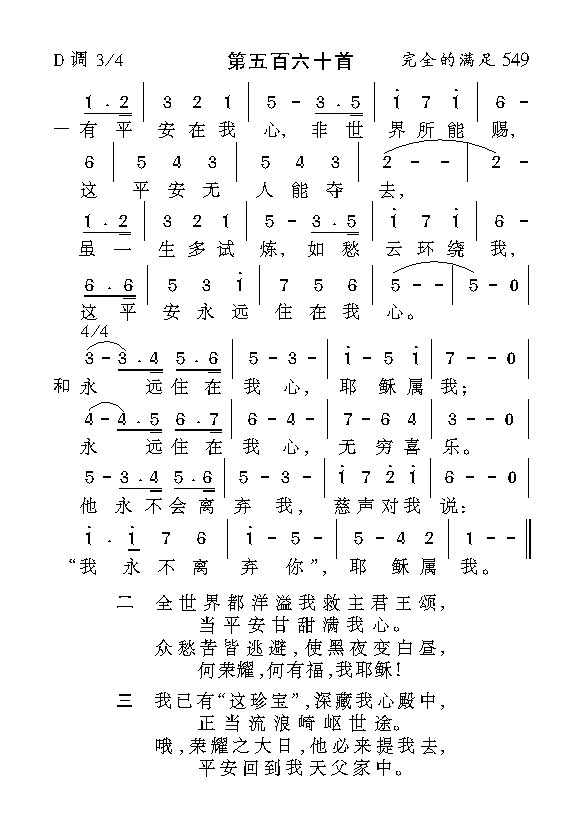 D 调 3/4 第五百六十首 完全的满足 549
1 . 2 | 3 2 1 | 5 - 3 . 5 | 1 7 1 | 6 -
一 有 平 安 在 我 心, 非 世 界 所 能 赐,
6 | 5 4 3 | 5 4 3 | 2 - - | 2 -
这 平 安 无 人 能 夺 去,
1 . 2 | 3 2 1 | 5 - 3 . 5 | 1 7 1 | 6 -
虽 一 生 多 试 炼, 如 愁 云 环 绕 我,
6 . 6 | 5 3 1 | 7 5 6 | 5 - - | 5 - 0
这 平 安 永 远 住 在 我 心。
4/4
3 - 3 . 4 5 . 6 | 5 - 3 - | 1 - 5 1 | 7 - - 0
和 永 远 住 在 我 心, 耶 稣 属 我;
4 - 4 . 5 6 . 7 | 6 - 4 - | 7 - 6 4 | 3 - - 0
永 远 住 在 我 心, 无 穷 喜 乐。
5 - 3 . 4 5 . 6 | 5 - 3 - | 1 7 2 1 | 6 - - 0
他 永 不 会 离 弃 我, 慈 声 对 我 说:
1 . 1 7 6 | 1 - 5 - | 5 - 4 2 | 1 - - ‖
“我 永 不 离 弃 你”, 耶 稣 属 我。
二 全世界都洋溢我救主君王颂,
当平安甘甜满我心。
众愁苦皆逃避,使黑夜变白昼,
何荣耀,何有福,我耶稣!
三 我已有“这珍宝”,深藏我心殿中,
正当流浪崎岖世途。
哦,荣耀之大日,他必来提我去,
平安回到我天父家中。